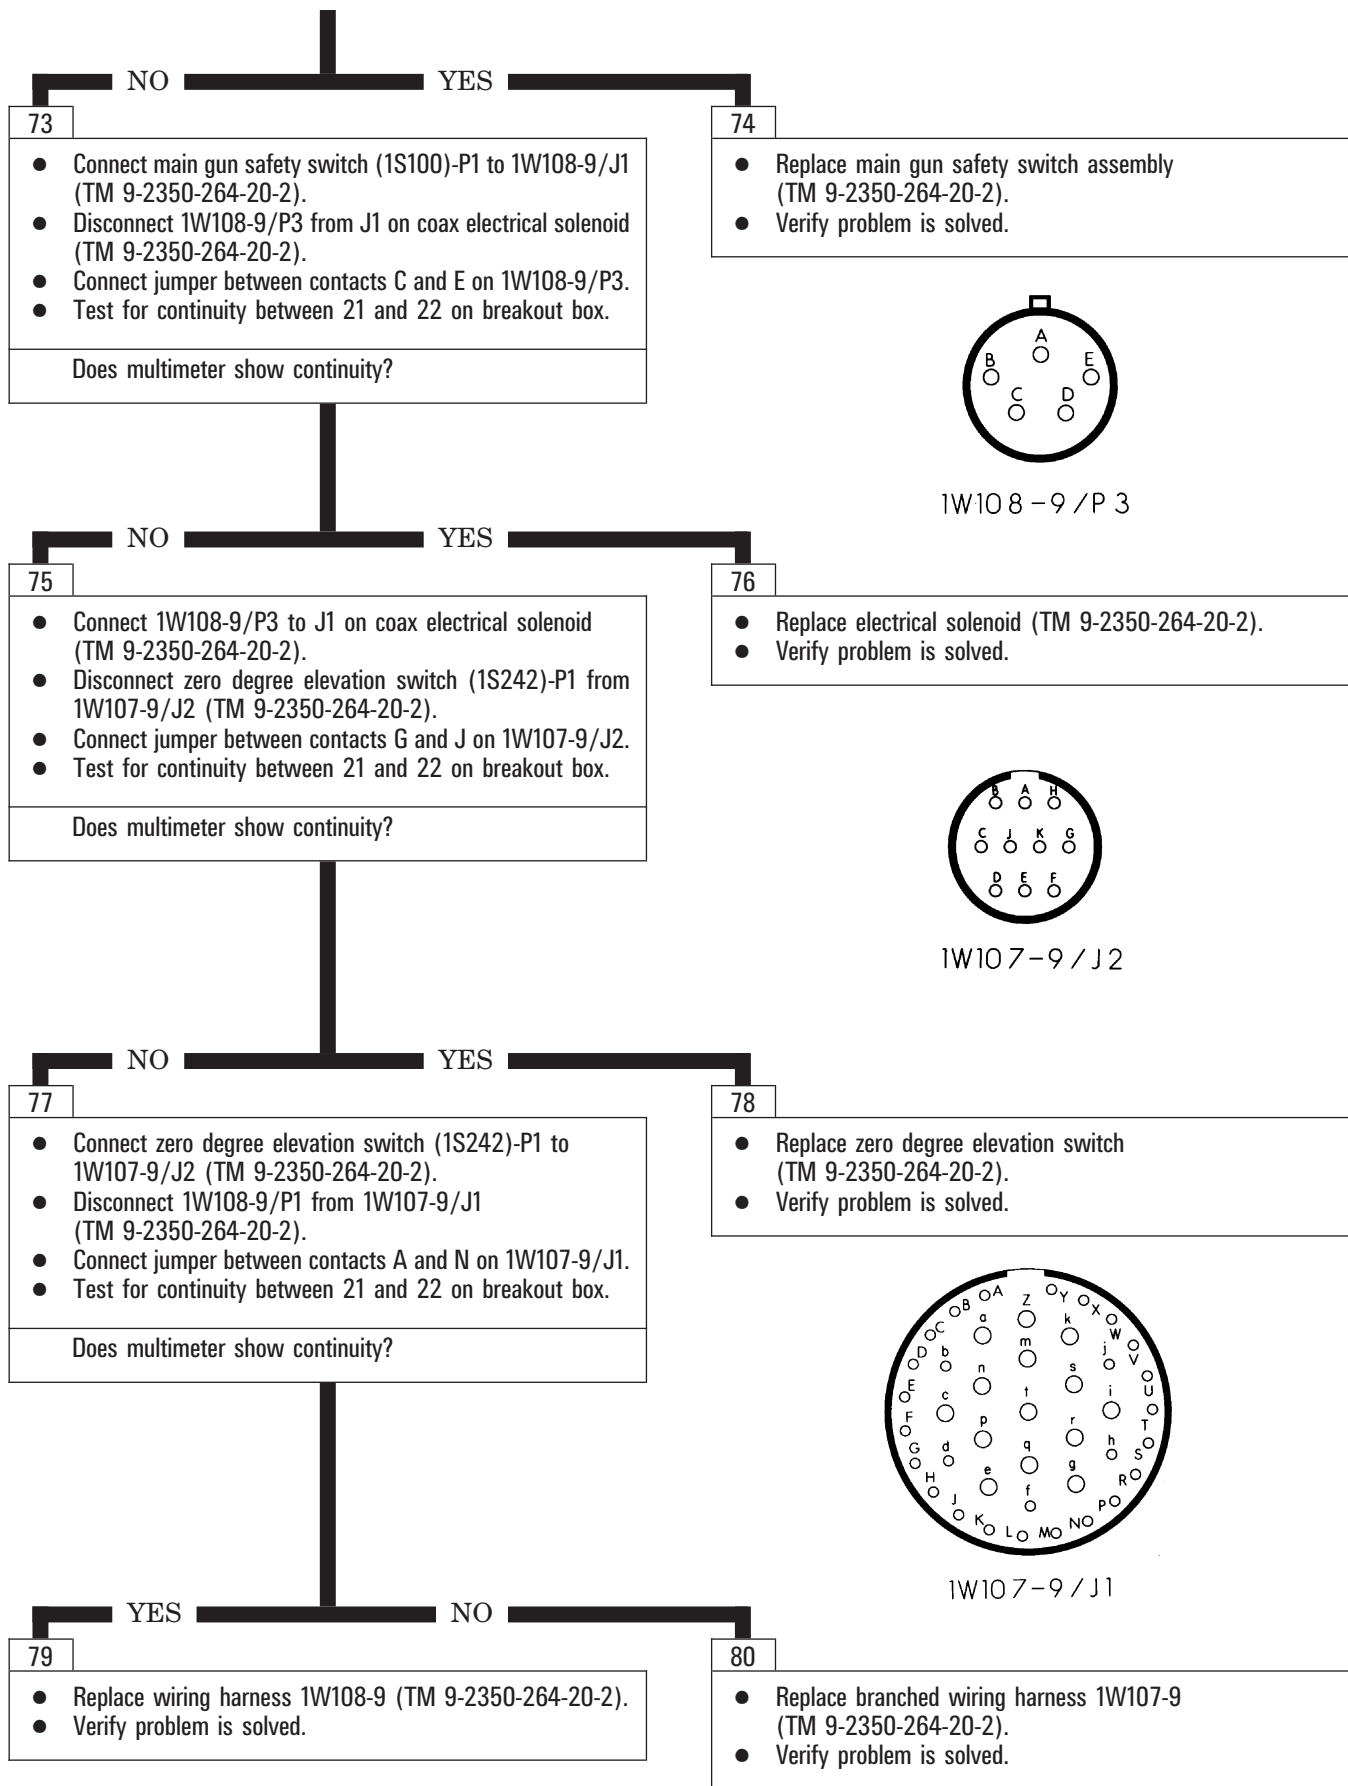 NO YES
73
● Connect main gun safety switch (1S100)-P1 to 1W108-9/J1
(TM 9-2350-264-20-2).
● Disconnect 1W108-9/P3 from J1 on coax electrical solenoid
(TM 9-2350-264-20-2).
● Connect jumper between contacts C and E on 1W108-9/P3.
● Test for continuity between 21 and 22 on breakout box.
Does multimeter show continuity?
74
● Replace main gun safety switch assembly
(TM 9-2350-264-20-2).
● Verify problem is solved.
A
B E
C D
1W108-9/P3
NO YES
75
● Connect 1W108-9/P3 to J1 on coax electrical solenoid
(TM 9-2350-264-20-2).
● Disconnect zero degree elevation switch (1S242)-P1 from
1W107-9/J2 (TM 9-2350-264-20-2).
● Connect jumper between contacts G and J on 1W107-9/J2.
● Test for continuity between 21 and 22 on breakout box.
Does multimeter show continuity?
76
● Replace electrical solenoid (TM 9-2350-264-20-2).
● Verify problem is solved.
B A H
C J K G
D E F
1W107-9/J2
NO YES
77
● Connect zero degree elevation switch (1S242)-P1 to
1W107-9/J2 (TM 9-2350-264-20-2).
● Disconnect 1W108-9/P1 from 1W107-9/J1
(TM 9-2350-264-20-2).
● Connect jumper between contacts A and N on 1W107-9/J1.
● Test for continuity between 21 and 22 on breakout box.
Does multimeter show continuity?
78
● Replace zero degree elevation switch
(TM 9-2350-264-20-2).
● Verify problem is solved.
A Z Y X
B a k W
C m j V
D b n s U
E c t i
F p r T
G d q h S
H e g R
J f P
K L M N
1W107-9/J1
YES NO
79
● Replace wiring harness 1W108-9 (TM 9-2350-264-20-2).
● Verify problem is solved.
80
● Replace branched wiring harness 1W107-9
(TM 9-2350-264-20-2).
● Verify problem is solved.